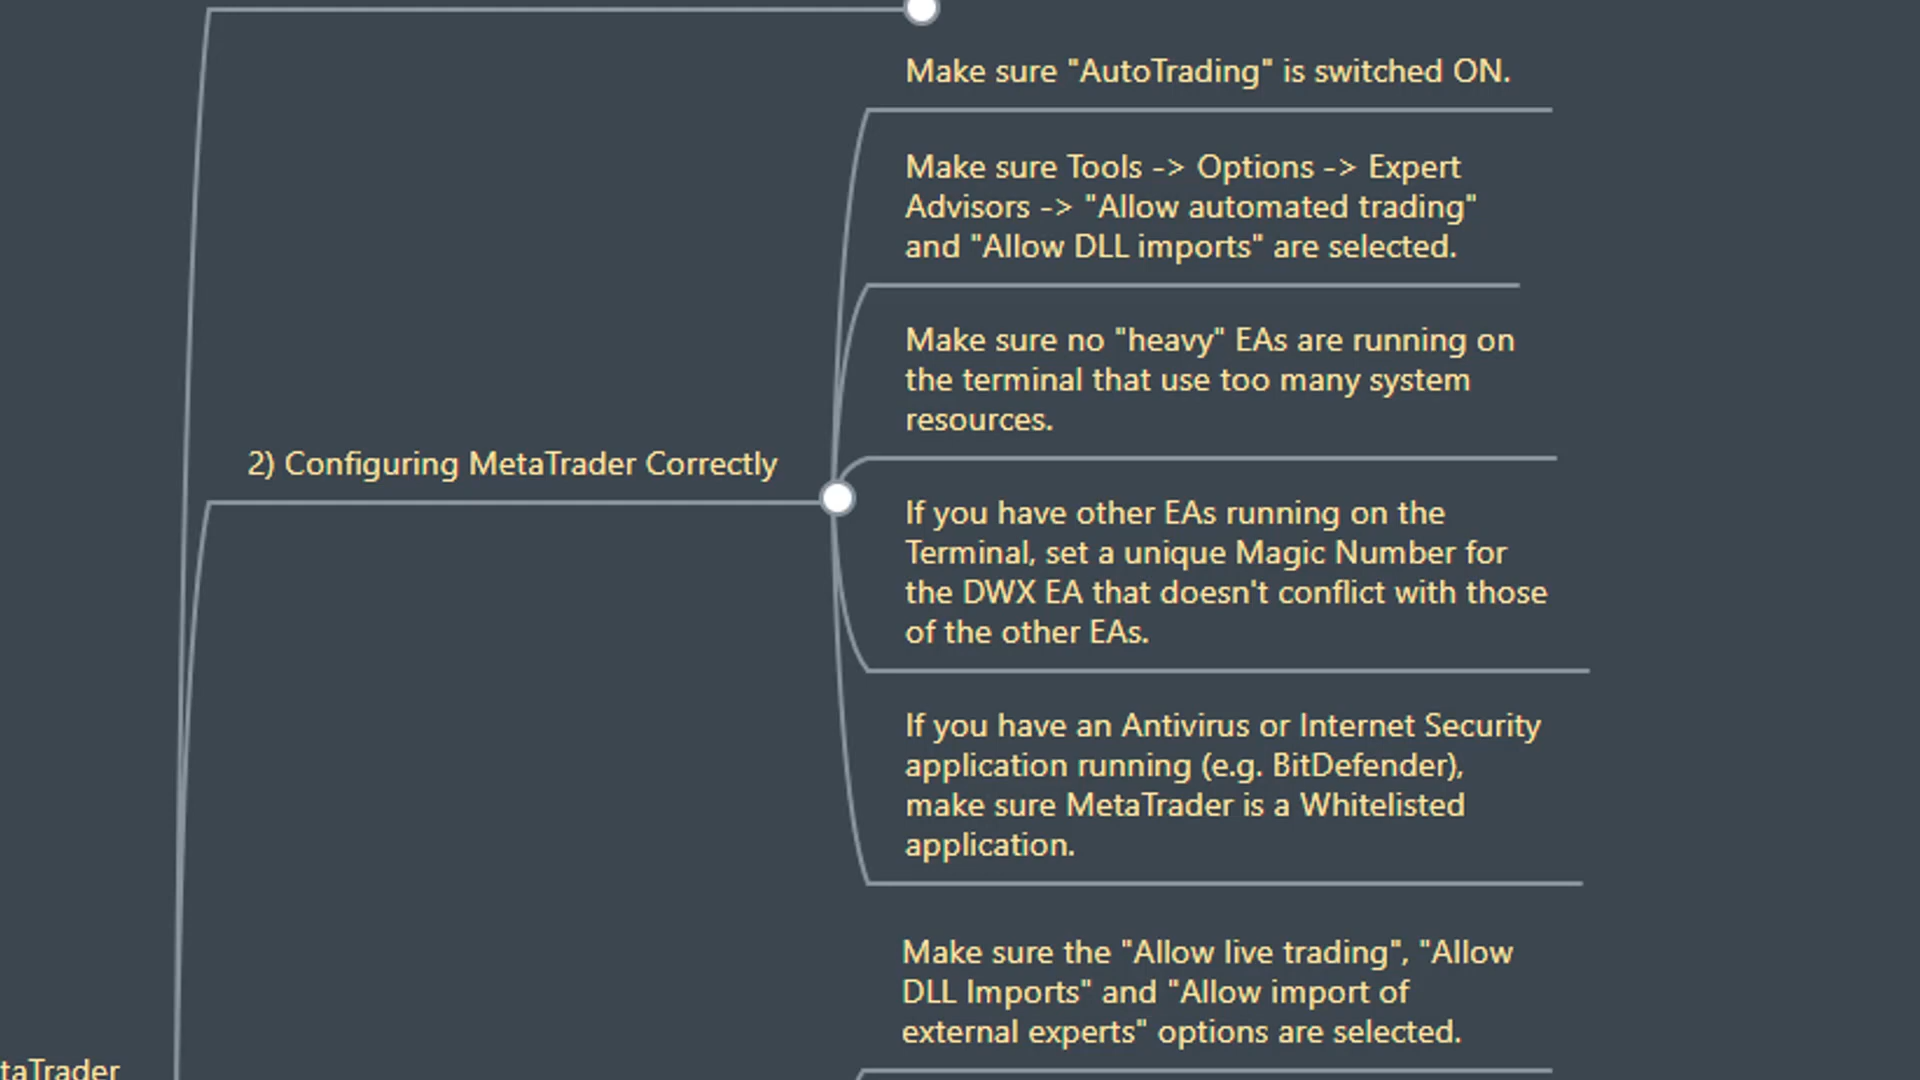 Make sure "AutoTrading" is switched ON.
Make sure Tools -> Options -> Expert
Advisors -> "Allow automated trading"
and "Allow DLL imports" are selected.
Make sure no "heavy" EAs are running on
the terminal that use too many system
resources.
2) Configuring MetaTrader Correctly
If you have other EAs running on the
Terminal, set a unique Magic Number for
the DWX EA that doesn't conflict with those
of the other EAs.
If you have an Antivirus or Internet Security
application running (e.g. BitDefender),
make sure MetaTrader is a Whitelisted
application.
Make sure the "Allow live trading", "Allow
DLL Imports" and "Allow import of
external experts" options are selected.
taTrader